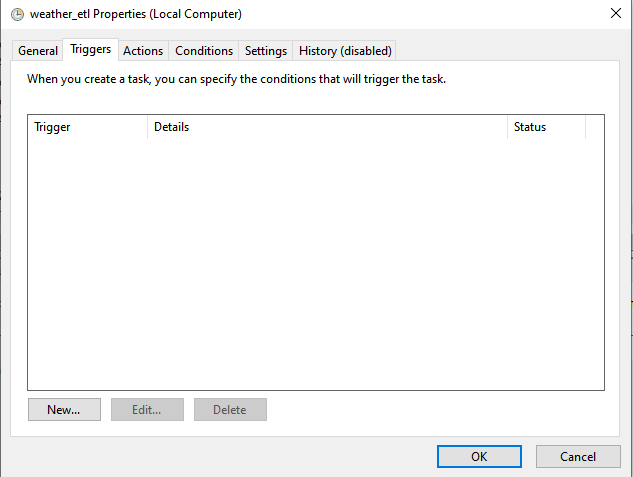 weather_etl Properties (Local Computer)
General Triggers Actions Conditions Settings History (disabled)
When you create a task, you can specify the conditions that will trigger the task.
Trigger Details Status
New... Edit... Delete
OK Cancel